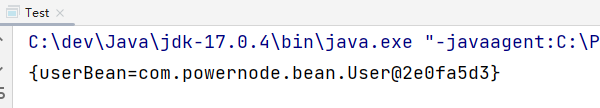 Test
C:\dev\Java\jdk-17.0.4\bin\java.exe "-javaagent:C:\P
{userBean=com.powernode.bean.User@2e0fa5d3}